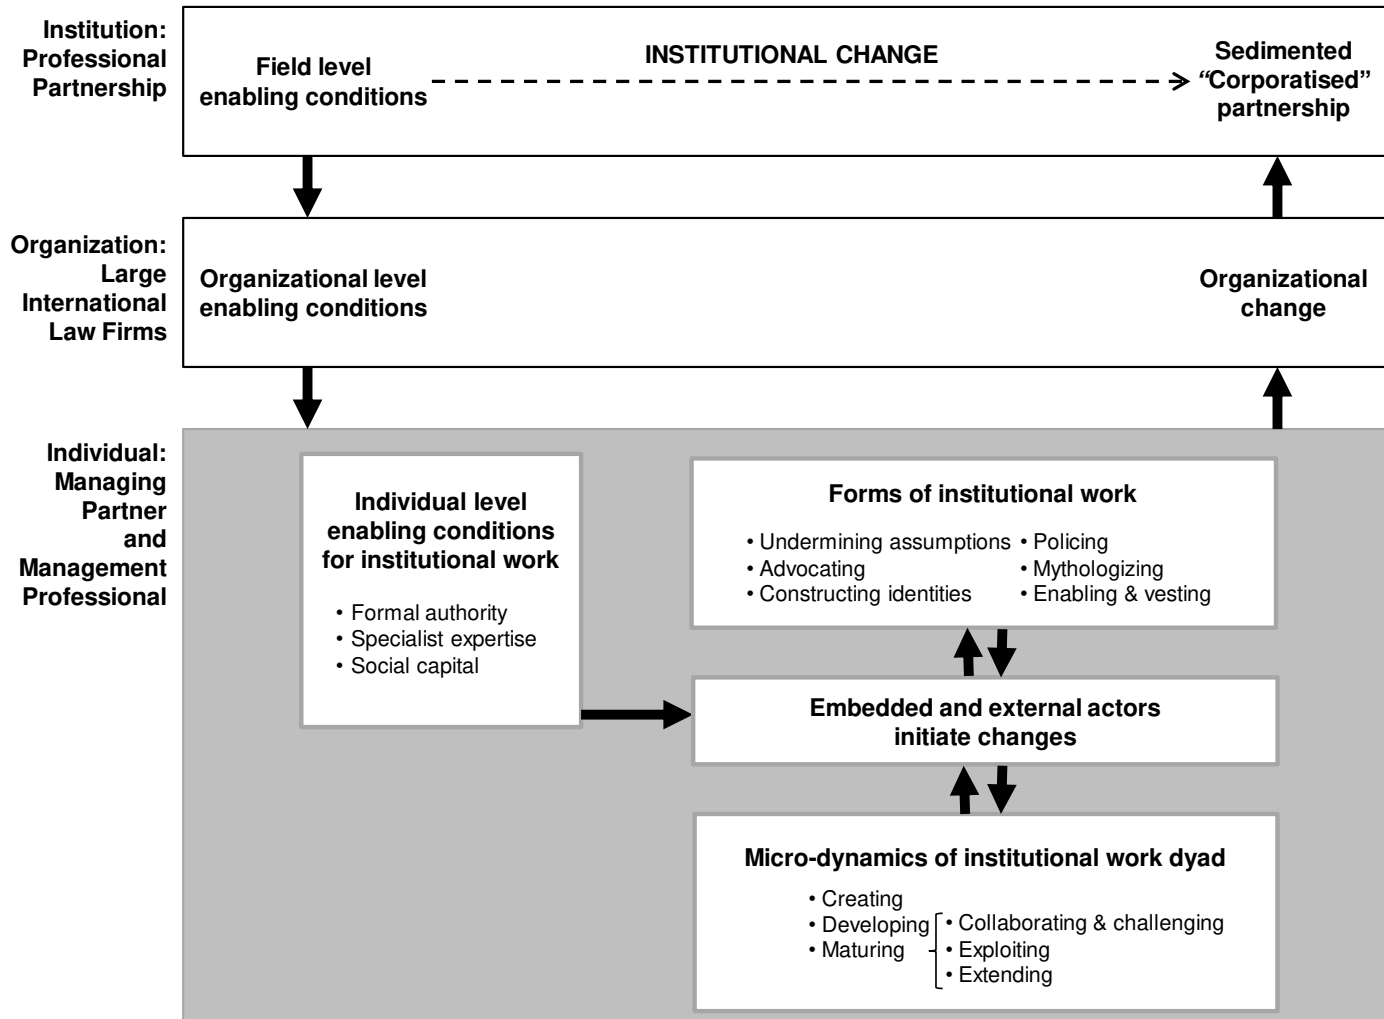 Institution:
Professional
Partnership
Field level
enabling conditions
INSTITUTIONAL CHANGE
Sedimented
“Corporatised”
partnership
Organization:
Large
International
Law Firms
Organizational level
enabling conditions
Organizational
change
Individual:
Managing
Partner
and
Management
Professional
Individual level
enabling conditions
for institutional work
• Formal authority
• Specialist expertise
• Social capital
Forms of institutional work
• Undermining assumptions
• Advocating
• Constructing identities
• Policing
• Mythologizing
• Enabling & vesting
Embedded and external actors
initiate changes
Micro-dynamics of institutional work dyad
• Creating
• Developing
• Maturing
• Collaborating & challenging
• Exploiting
• Extending